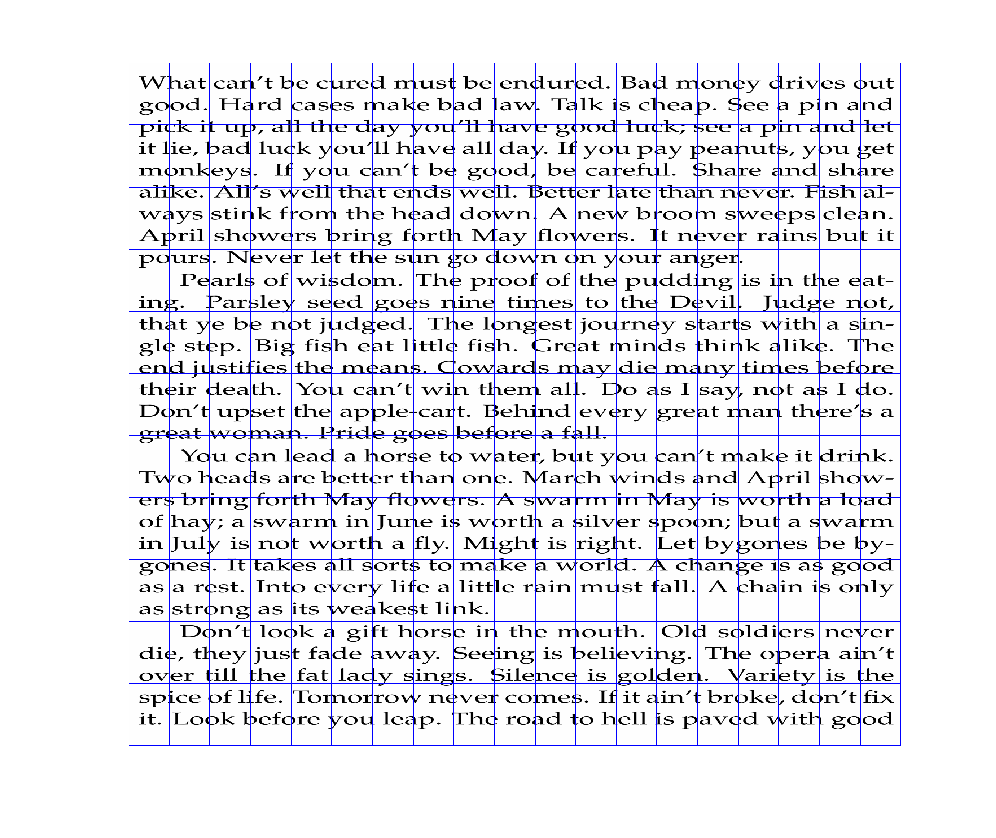 What can't be cured must be endured. Bad money drives out
good. Hard cases make bad law. Talk is cheap. See a pin and
pick it up, all the day you'll have good luck; see a pin and let
it lie, bad luck you'll have all day. If you pay peanuts, you get
monkeys. If you can't be good, be careful. Share and share
alike. All's well that ends well. Better late than never. Fish al-
ways stink from the head down. A new broom sweeps clean.
April showers bring forth May flowers. It never rains but it
pours. Never let the sun go down on your anger.
Pearls of wisdom. The proof of the pudding is in the eat-
ing. Parsley seed goes nine times to the Devil. Judge not,
that ye be not judged. The longest journey starts with a sin-
gle step. Big fish eat little fish. Great minds think alike. The
end justifies the means. Cowards may die many times before
their death. You can't win them all. Do as I say, not as I do.
Don't upset the apple-cart. Behind every great man there's a
great woman. Pride goes before a fall.
You can lead a horse to water, but you can't make it drink.
Two heads are better than one. March winds and April show-
ers bring forth May flowers. A swarm in May is worth a load
of hay; a swarm in June is worth a silver spoon; but a swarm
in July is not worth a fly. Might is right. Let bygones be by-
gones. It takes all sorts to make a world. A change is as good
as a rest. Into every life a little rain must fall. A chain is only
as strong as its weakest link.
Don't look a gift horse in the mouth. Old soldiers never
die, they just fade away. Seeing is believing. The opera ain't
over till the fat lady sings. Silence is golden. Variety is the
spice of life. Tomorrow never comes. If it ain't broke, don't fix
it. Look before you leap. The road to hell is paved with good